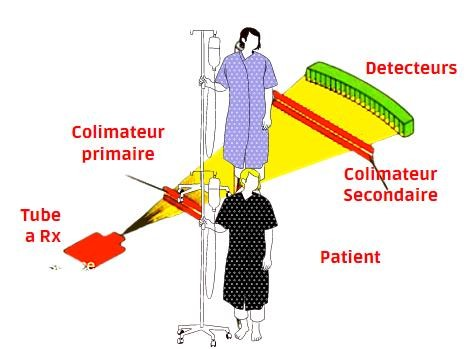 Detecteurs
Colimateur
primaire
Colimateur
Secondaire
Tube
a Rx
Patient